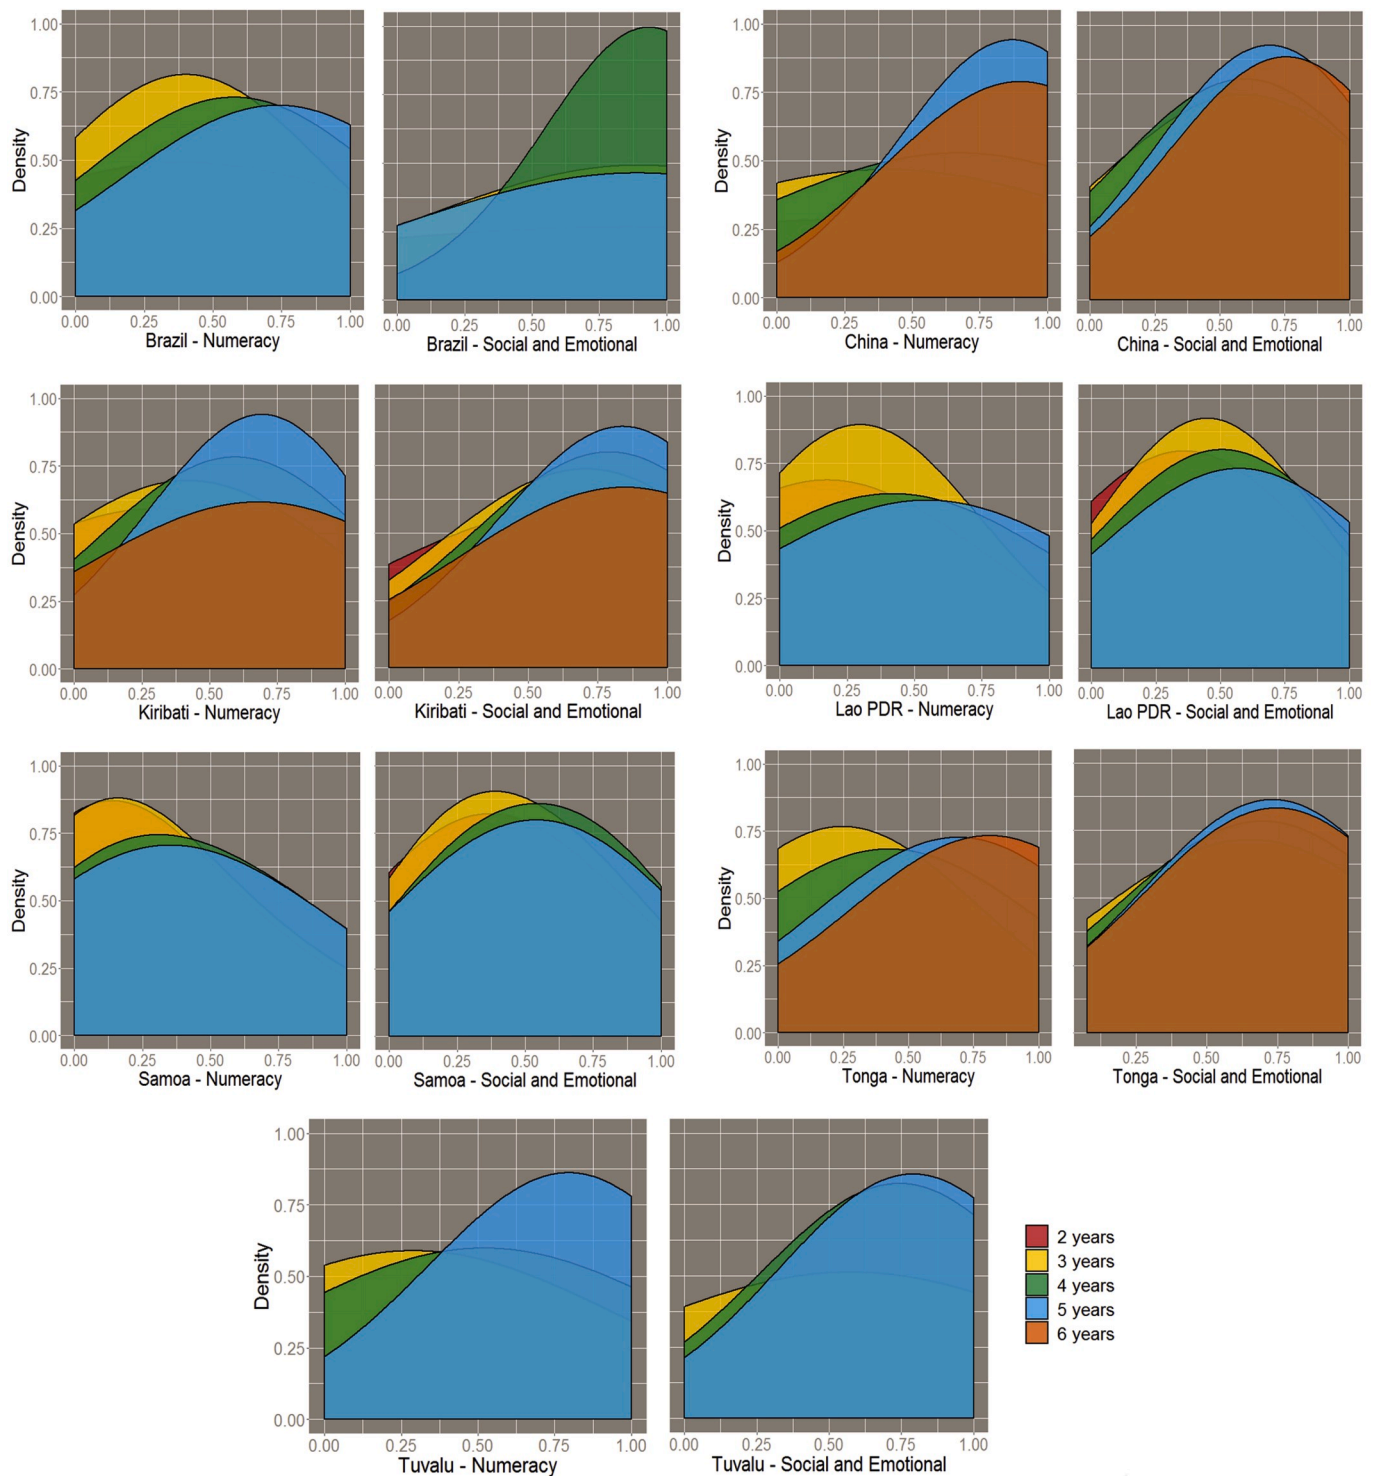 1.00
0.75
0.50
0.25
0.00
Density
0.00 0.25 0.50 0.75 1.00
Brazil - Numeracy
0.00 0.25 0.50 0.75 1.00
Brazil - Social and Emotional
1.00
0.75
0.50
0.25
0.00
Density
0.00 0.25 0.50 0.75 1.00
China - Numeracy
0.00 0.25 0.50 0.75 1.00
China - Social and Emotional
1.00
0.75
0.50
0.25
0.00
Density
0.00 0.25 0.50 0.75 1.00
Kiribati - Numeracy
0.00 0.25 0.50 0.75 1.00
Kiribati - Social and Emotional
1.00
0.75
0.50
0.25
0.00
Density
0.00 0.25 0.50 0.75 1.00
Lao PDR - Numeracy
0.00 0.25 0.50 0.75 1.00
Lao PDR - Social and Emotional
1.00
0.75
0.50
0.25
0.00
Density
0.00 0.25 0.50 0.75 1.00
Samoa - Numeracy
0.00 0.25 0.50 0.75 1.00
Samoa - Social and Emotional
1.00
0.75
0.50
0.25
0.00
Density
0.00 0.25 0.50 0.75 1.00
Tonga - Numeracy
0.25 0.50 0.75 1.00
Tonga - Social and Emotional
1.00
0.75
0.50
0.25
0.00
Density
0.00 0.25 0.50 0.75 1.00
Tuvalu - Numeracy
0.00 0.25 0.50 0.75 1.00
Tuvalu - Social and Emotional
2 years
3 years
4 years
5 years
6 years